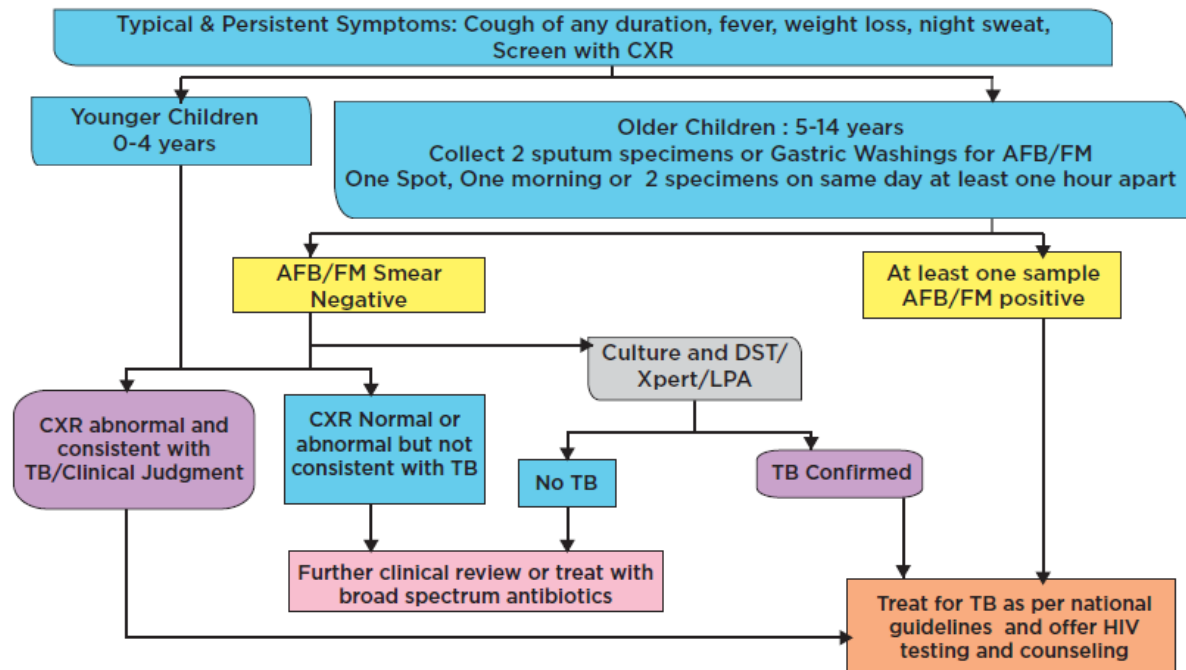 Typical & Persistent Symptoms: Cough of any duration, fever, weight loss, night sweat,
Screen with CXR
Younger Children
0-4 years
Older Children : 5-14 years
Collect 2 sputum specimens or Gastric Washings for AFB/FM
One Spot, One morning or 2 specimens on same day at least one hour apart
AFB/FM Smear
Negative
At least one sample
AFB/FM positive
Culture and DST/
Xpert/LPA
CXR abnormal and
consistent with
TB/Clinical Judgment
CXR Normal or
abnormal but not
consistent with TB
No TB
TB Confirmed
Further clinical review or treat with
broad spectrum antibiotics
Treat for TB as per national
guidelines and offer HIV
testing and counseling